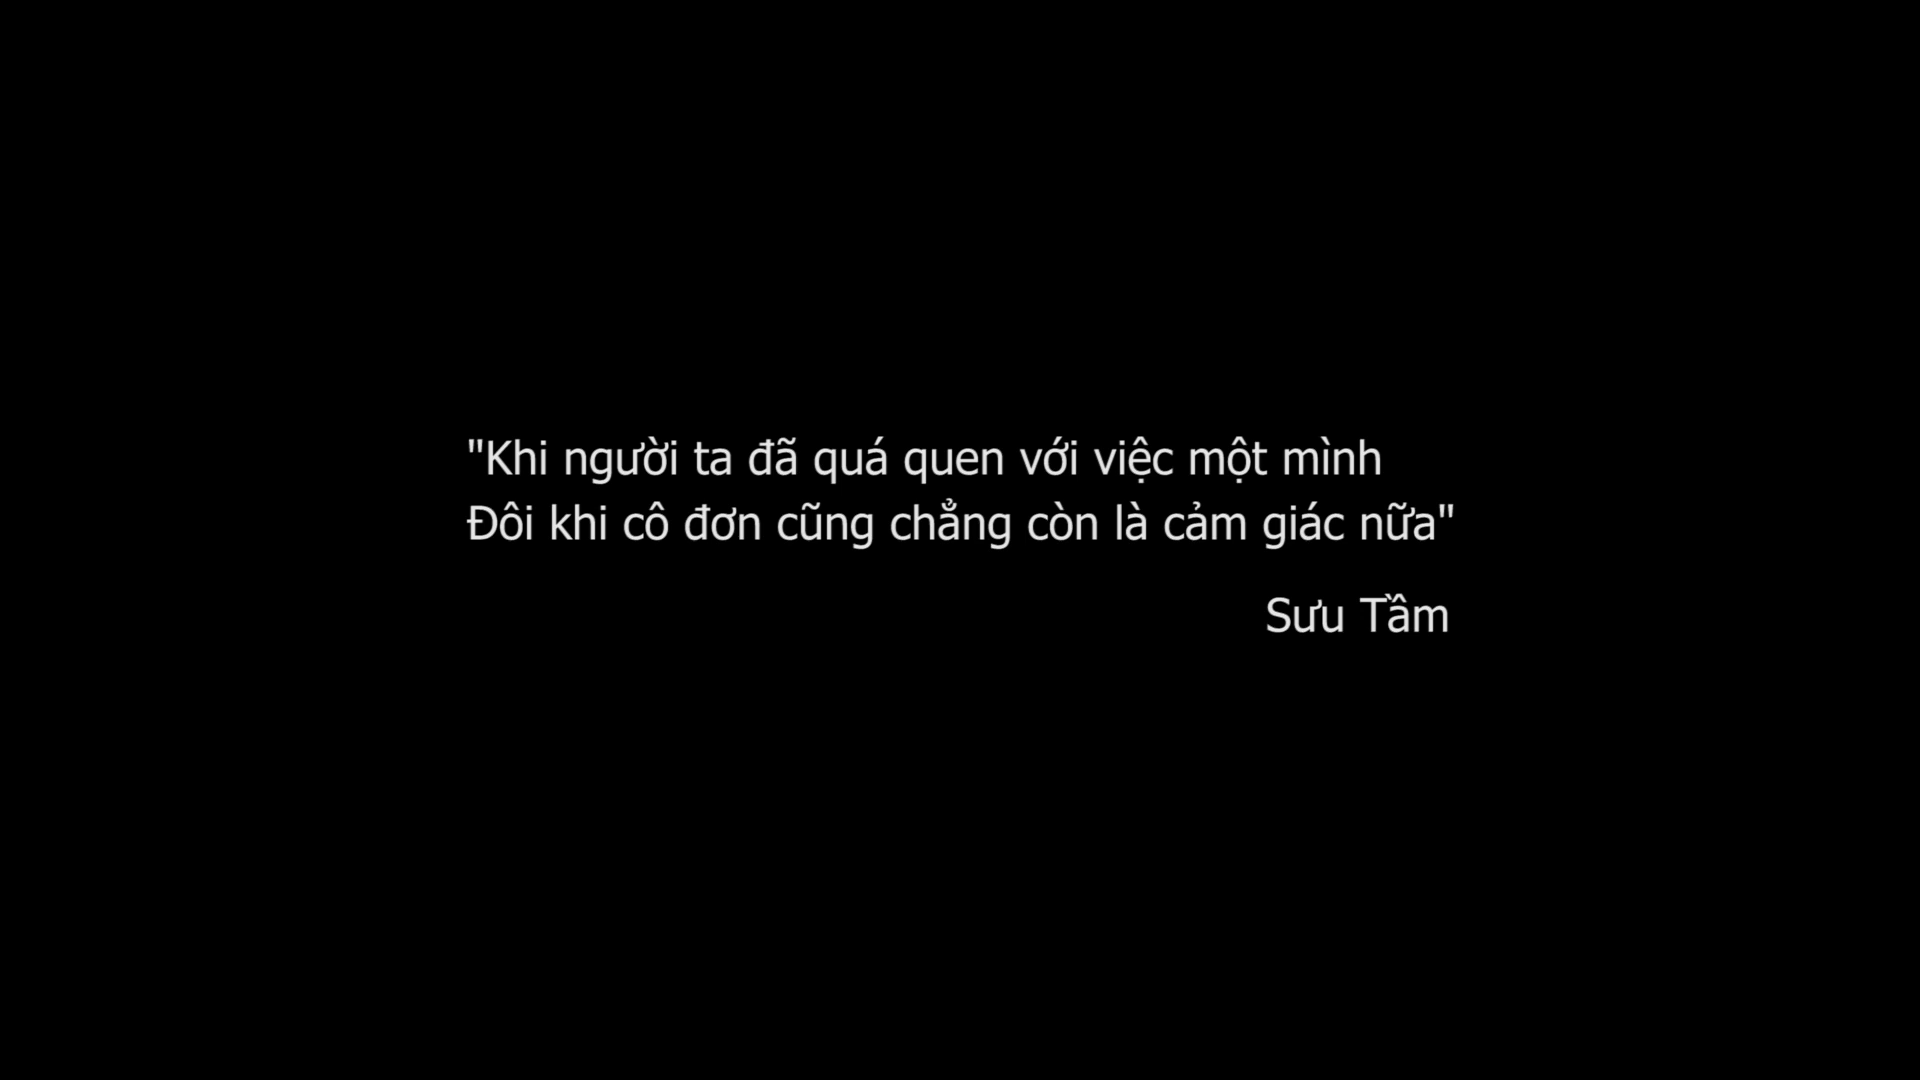 "Khi người ta đã quá quen với việc một mình
Đôi khi cô đơn cũng chẳng còn là cảm giác nữa"
Sưu Tầm